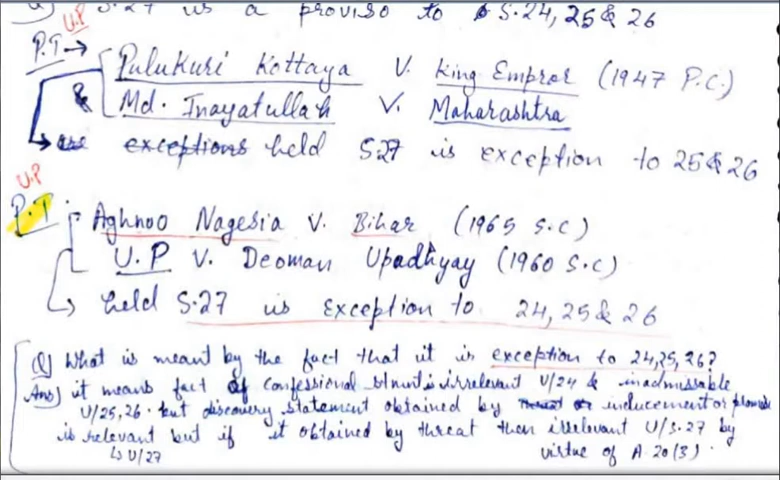 S.27 is a proviso to S.24, 25 & 26
U.P
P.T → Pulukuri Kottaya V. King Empror (1947 P.C.)
& Md. Inayatullah V. Maharashtra
exceptions held S.27 is exception to 25 & 26
U.P
P.T Aghnoo Nagesia V. Bihar (1965 S.C)
U.P V. Deoman Upadhyay (1960 S.C)
↳ held S.27 is exception to 24, 25 & 26
Q) What is meant by the fact that it is exception to 24, 25, 26?
Ans) it means fact of confessional stmnt is irrelevant U/24 & inadmissable
U/25, 26. but discovery statement obtained by inducement or promise
is relevant but if it obtained by threat then irrelevant U/S.27 by
↳ U/27 virtue of A. 20(3).